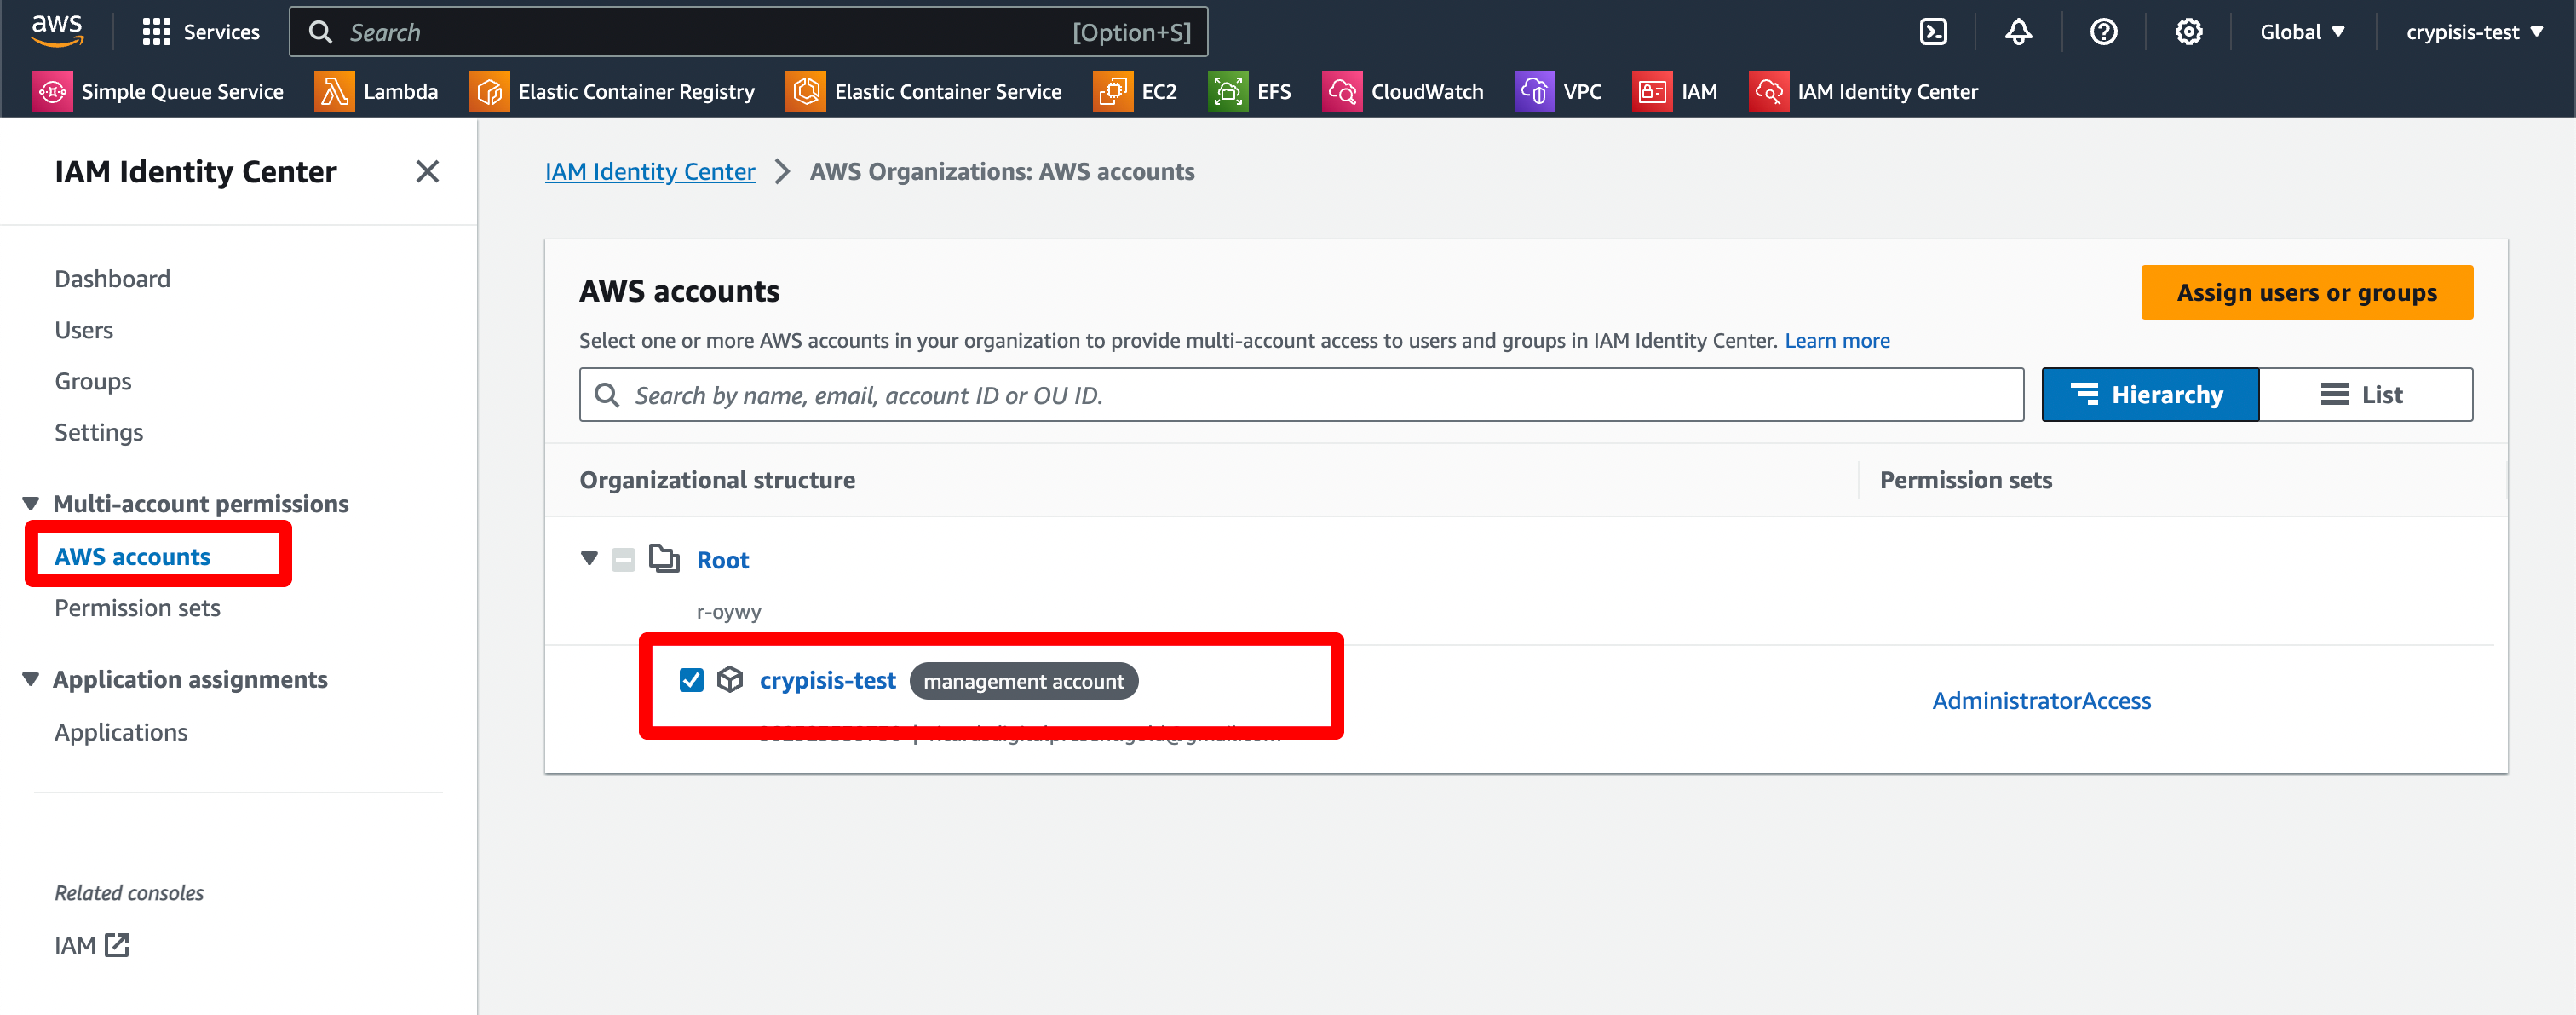 aws
Services
Search
[Option+S]
Global
crypisis-test
Simple Queue Service
Lambda
Elastic Container Registry
Elastic Container Service
EC2
EFS
CloudWatch
VPC
IAM
IAM Identity Center
IAM Identity Center
Dashboard
Users
Groups
Settings
Multi-account permissions
AWS accounts
Permission sets
Application assignments
Applications
Related consoles
IAM
IAM Identity Center > AWS Organizations: AWS accounts
AWS accounts
Assign users or groups
Select one or more AWS accounts in your organization to provide multi-account access to users and groups in IAM Identity Center. Learn more
Search by name, email, account ID or OU ID.
Hierarchy
List
Organizational structure
Permission sets
Root
r-oywy
crypisis-test
management account
AdministratorAccess